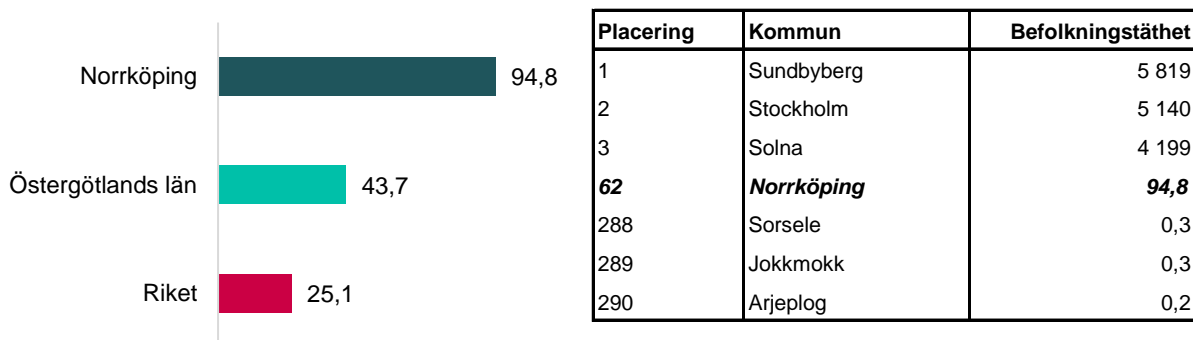 Norrköping 94,8
Östergötlands län 43,7
Riket 25,1
Placering Kommun Befolkningstäthet
1 Sundbyberg 5 819
2 Stockholm 5 140
3 Solna 4 199
62 Norrköping 94,8
288 Sorsele 0,3
289 Jokkmokk 0,3
290 Arjeplog 0,2